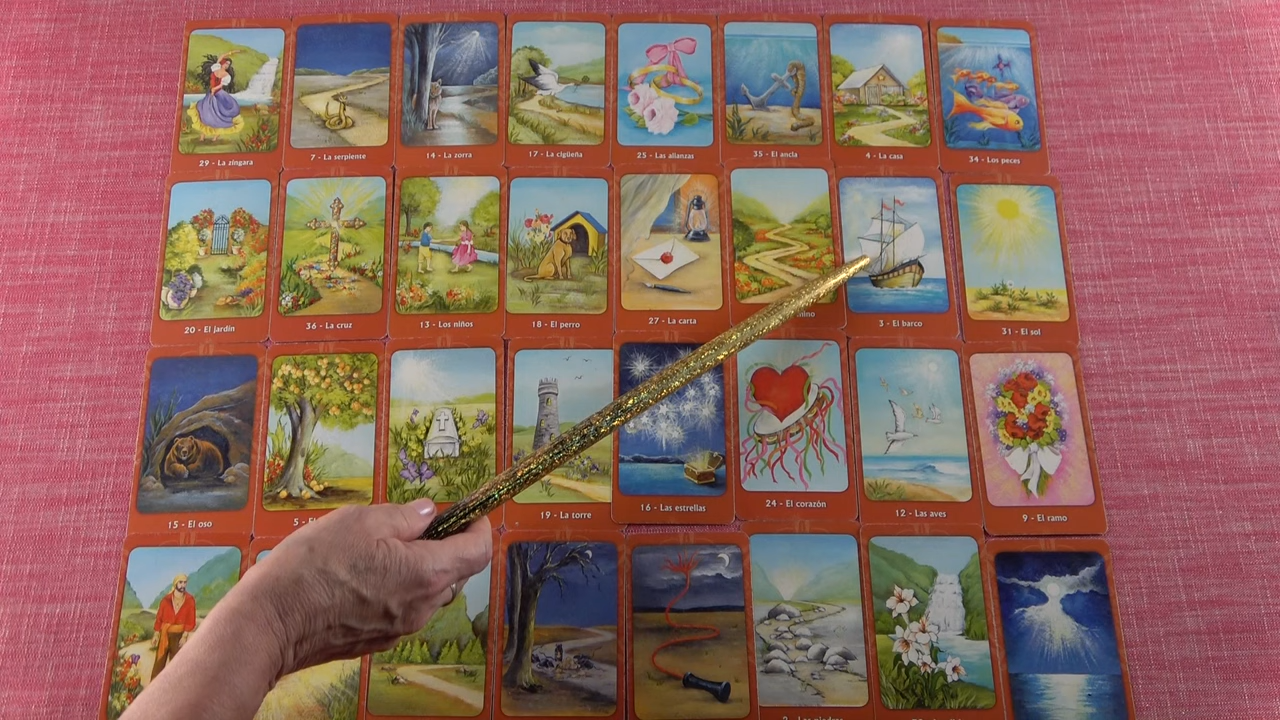 29 - La zíngara
7 - La serpiente
14 - La zorra
17 - La cigüeña
25 - Las alianzas
35 - El ancla
4 - La casa
34 - Los peces
20 - El jardín
36 - La cruz
13 - Los niños
18 - El perro
27 - La carta
3 - El barco
31 - El sol
15 - El oso
5 - E
19 - La torre
16 - Las estrellas
24 - El corazón
12 - Las aves
9 - El ramo